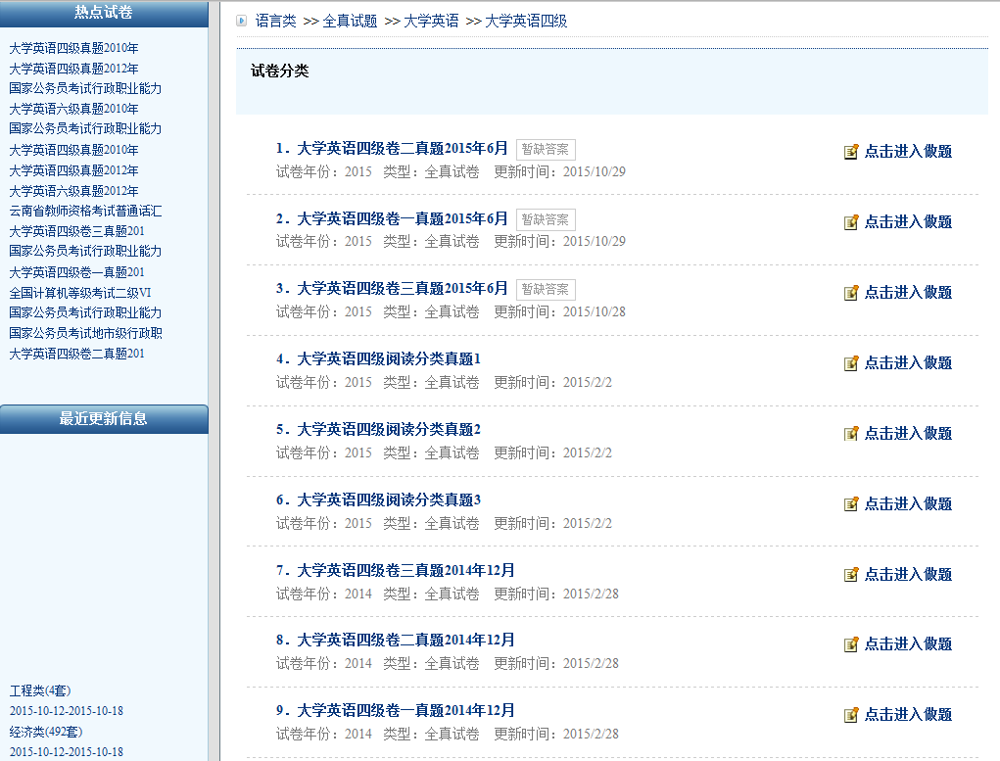 热点试卷
大学英语四级真题2010年
大学英语四级真题2012年
国家公务员考试行政职业能力
大学英语六级真题2010年
国家公务员考试行政职业能力
大学英语四级真题2010年
大学英语四级真题2012年
大学英语六级真题2012年
云南省教师资格考试普通话汇
大学英语四级卷三真题201
国家公务员考试行政职业能力
大学英语四级卷一真题201
全国计算机等级考试二级VI
国家公务员考试行政职业能力
国家公务员考试地市级行政职
大学英语四级卷二真题201
最近更新信息
工程类(4套)
2015-10-12-2015-10-18
经济类(492套)
2015-10-12-2015-10-18
语言类 >> 全真试题 >> 大学英语 >> 大学英语四级
试卷分类
1．大学英语四级卷二真题2015年6月 暂缺答案 点击进入做题
试卷年份：2015 类型：全真试卷 更新时间：2015/10/29
2．大学英语四级卷一真题2015年6月 暂缺答案 点击进入做题
试卷年份：2015 类型：全真试卷 更新时间：2015/10/29
3．大学英语四级卷三真题2015年6月 暂缺答案 点击进入做题
试卷年份：2015 类型：全真试卷 更新时间：2015/10/28
4．大学英语四级阅读分类真题1 点击进入做题
试卷年份：2015 类型：全真试卷 更新时间：2015/2/2
5．大学英语四级阅读分类真题2 点击进入做题
试卷年份：2015 类型：全真试卷 更新时间：2015/2/2
6．大学英语四级阅读分类真题3 点击进入做题
试卷年份：2015 类型：全真试卷 更新时间：2015/2/2
7．大学英语四级卷三真题2014年12月 点击进入做题
试卷年份：2014 类型：全真试卷 更新时间：2015/2/28
8．大学英语四级卷二真题2014年12月 点击进入做题
试卷年份：2014 类型：全真试卷 更新时间：2015/2/28
9．大学英语四级卷一真题2014年12月 点击进入做题
试卷年份：2014 类型：全真试卷 更新时间：2015/2/28